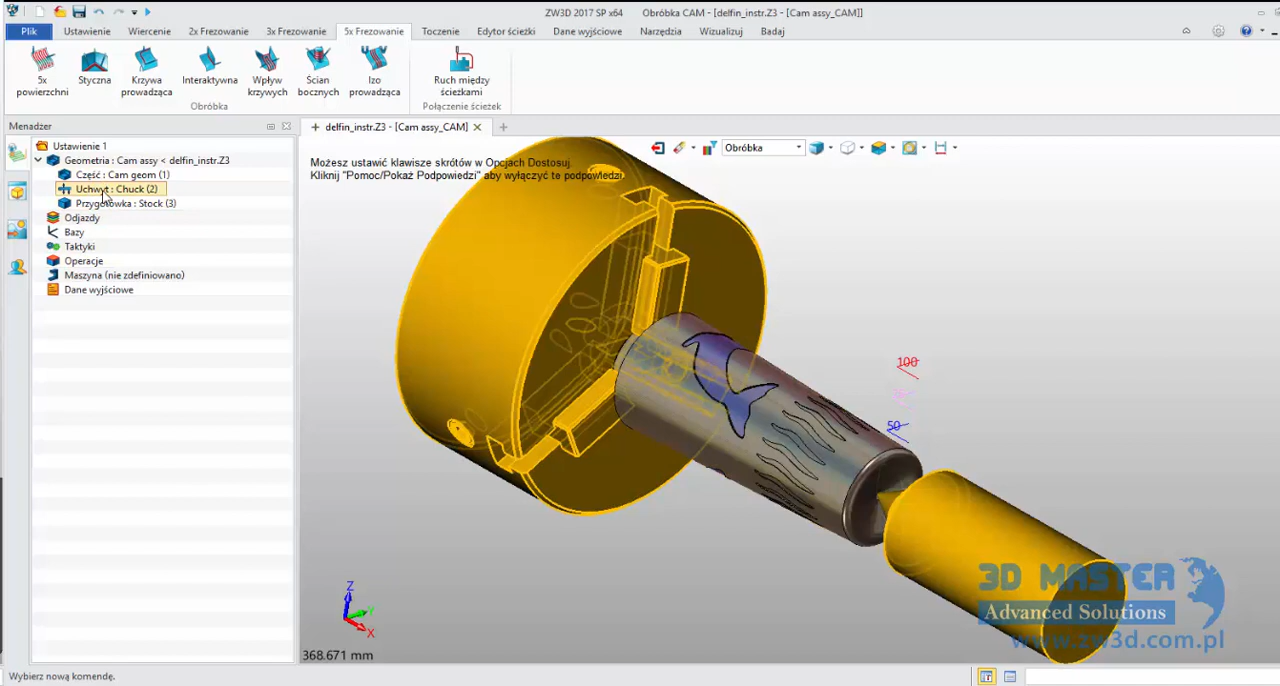 ZW3D 2017 SP x64
Obróbka CAM - [delfin_instr.Z3 - [Cam assy_CAM]]
Plik
Ustawienie
Wiercenie
2x Frezowanie
3x Frezowanie
5x Frezowanie
Toczenie
Edytor ścieżki
Dane wyjściowe
Narzędzia
Wizualizuj
Badaj
5x powierzchni
Styczna
Krzywa prowadząca
Interaktywna
Wpływ krzywych
Scian bocznych
Izo prowadząca
Ruch między ścieżkami
Obróbka
Połączenie ścieżek
Menadżer
delfin_instr.Z3 - [Cam assy_CAM]
Ustawienie 1
Geometria : Cam assy < delfin_instr.Z3
Część : Cam geom (1)
Uchwyt : Chuck (2)
Przygotówka : Stock (3)
Odjazdy
Bazy
Taktyki
Operacje
Maszyna (nie zdefiniowano)
Dane wyjściowe
Obróbka
Możesz ustawić klawisze skrótów w Opcjach Dostosuj.
Kliknij "Pomoc/Pokaż Podpowiedzi" aby wyłączyć te podpowiedzi.
100
50
Z
Y
X
368.671 mm
3D MASTER
Advanced Solutions
www.zw3d.com.pl
Wybierz nową komendę.